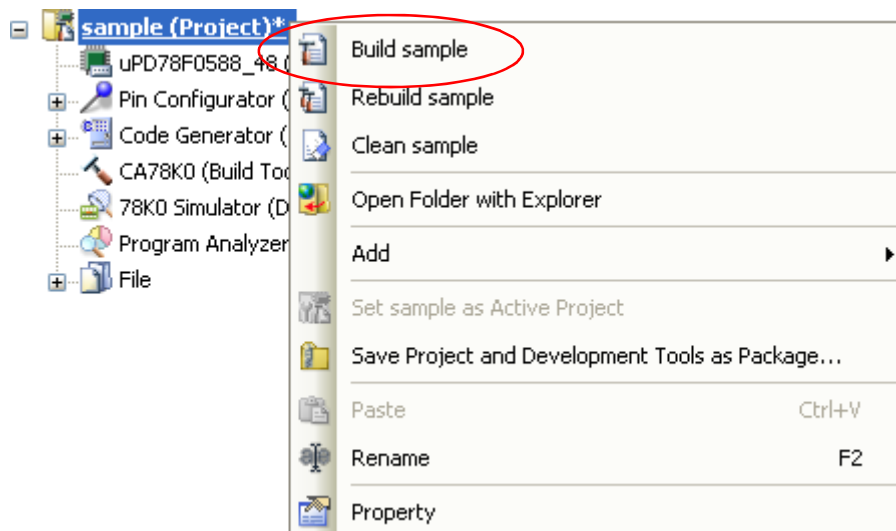 sample (Project)*
uPD78F0588_48 (
Pin Configurator (
Code Generator (
CA78K0 (Build Too
78K0 Simulator (D
Program Analyzer
File
Build sample
Rebuild sample
Clean sample
Open Folder with Explorer
Add
Set sample as Active Project
Save Project and Development Tools as Package...
Paste Ctrl+V
Rename F2
Property